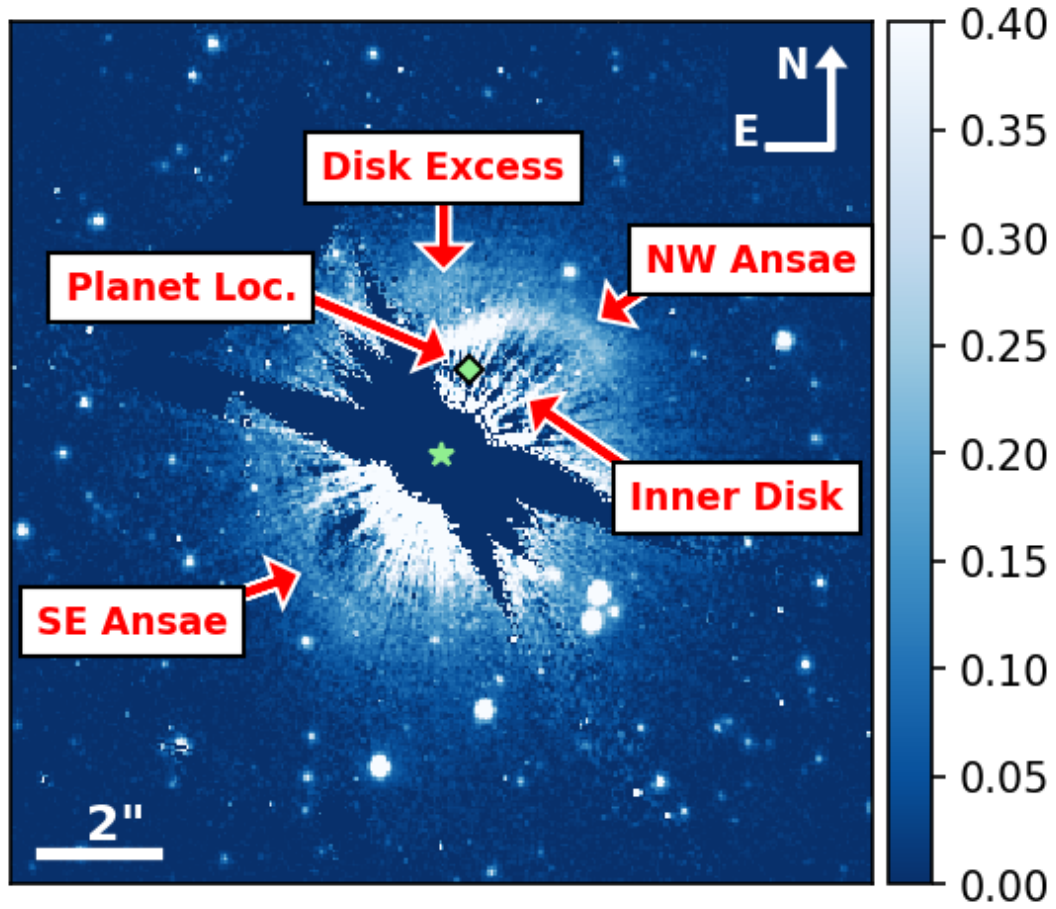 0.40
N
E
Disk Excess
0.35
NW Ansae
0.30
Planet Loc.
0.25
0.20
Inner Disk
0.15
SE Ansae
0.10
0.05
2"
0.00